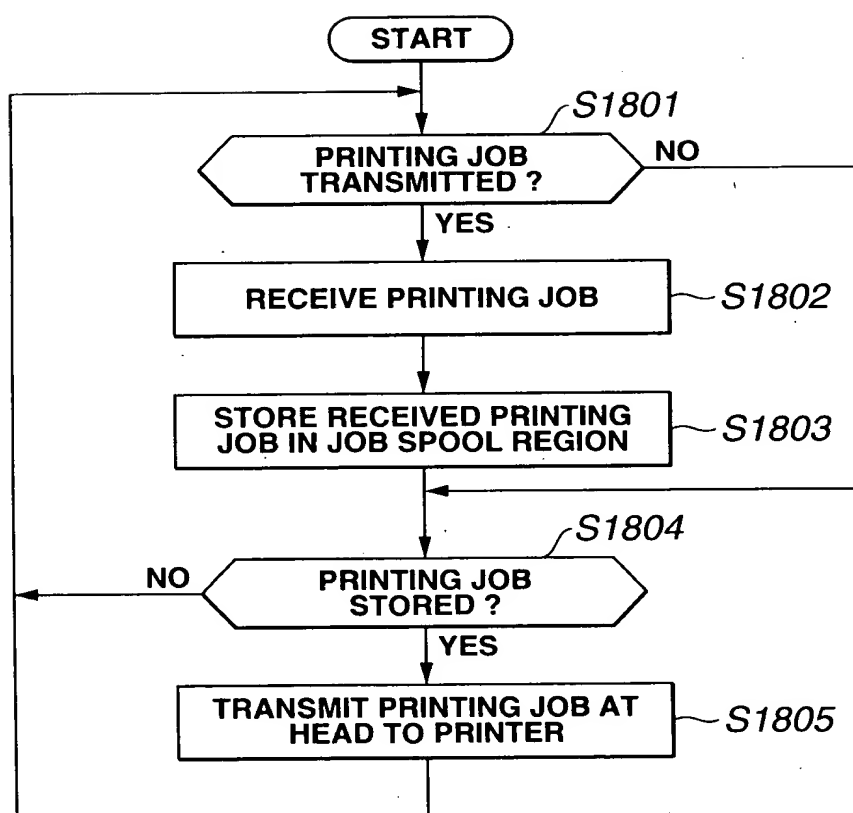 START
S1801
PRINTING JOB
TRANSMITTED ?
NO
YES
RECEIVE PRINTING JOB
S1802
STORE RECEIVED PRINTING
JOB IN JOB SPOOL REGION
S1803
S1804
NO
PRINTING JOB
STORED ?
YES
TRANSMIT PRINTING JOB AT
HEAD TO PRINTER
S1805